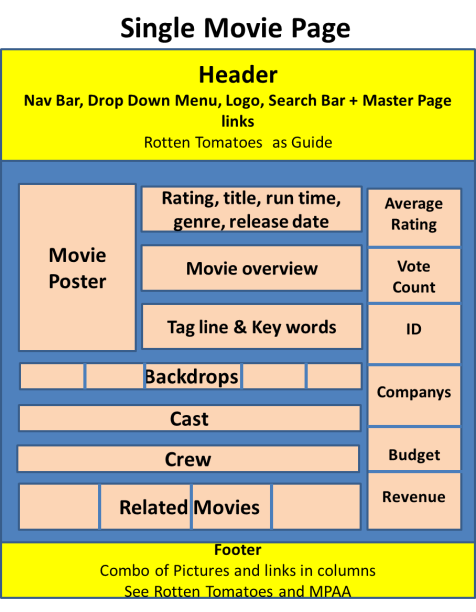 Single Movie Page
Header
Nav Bar, Drop Down Menu, Logo, Search Bar + Master Page
links
Rotten Tomatoes as Guide
Movie
Poster
Rating, title, run time,
genre, release date
Movie overview
Tag line & Key words
Average
Rating
Vote
Count
ID
Companys
Budget
Revenue
Backdrops
Cast
Crew
Related Movies
Footer
Combo of Pictures and links in columns
See Rotten Tomatoes and MPAA